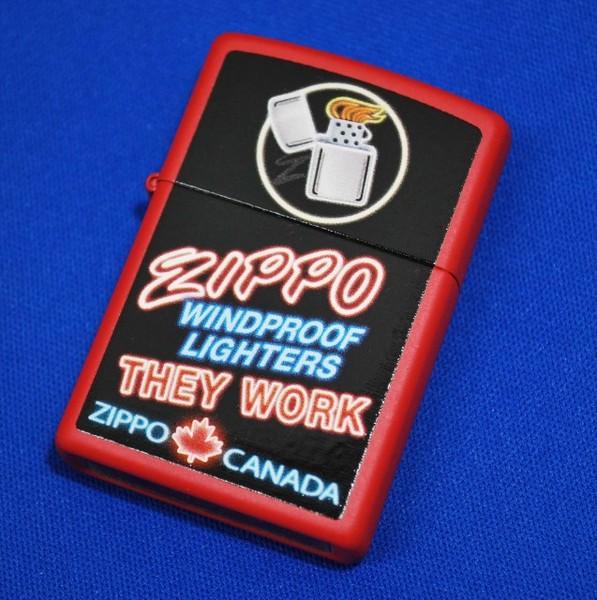 ZIPPO
WINDPROOF
LIGHTERS
THEY WORK
ZIPPO CANADA